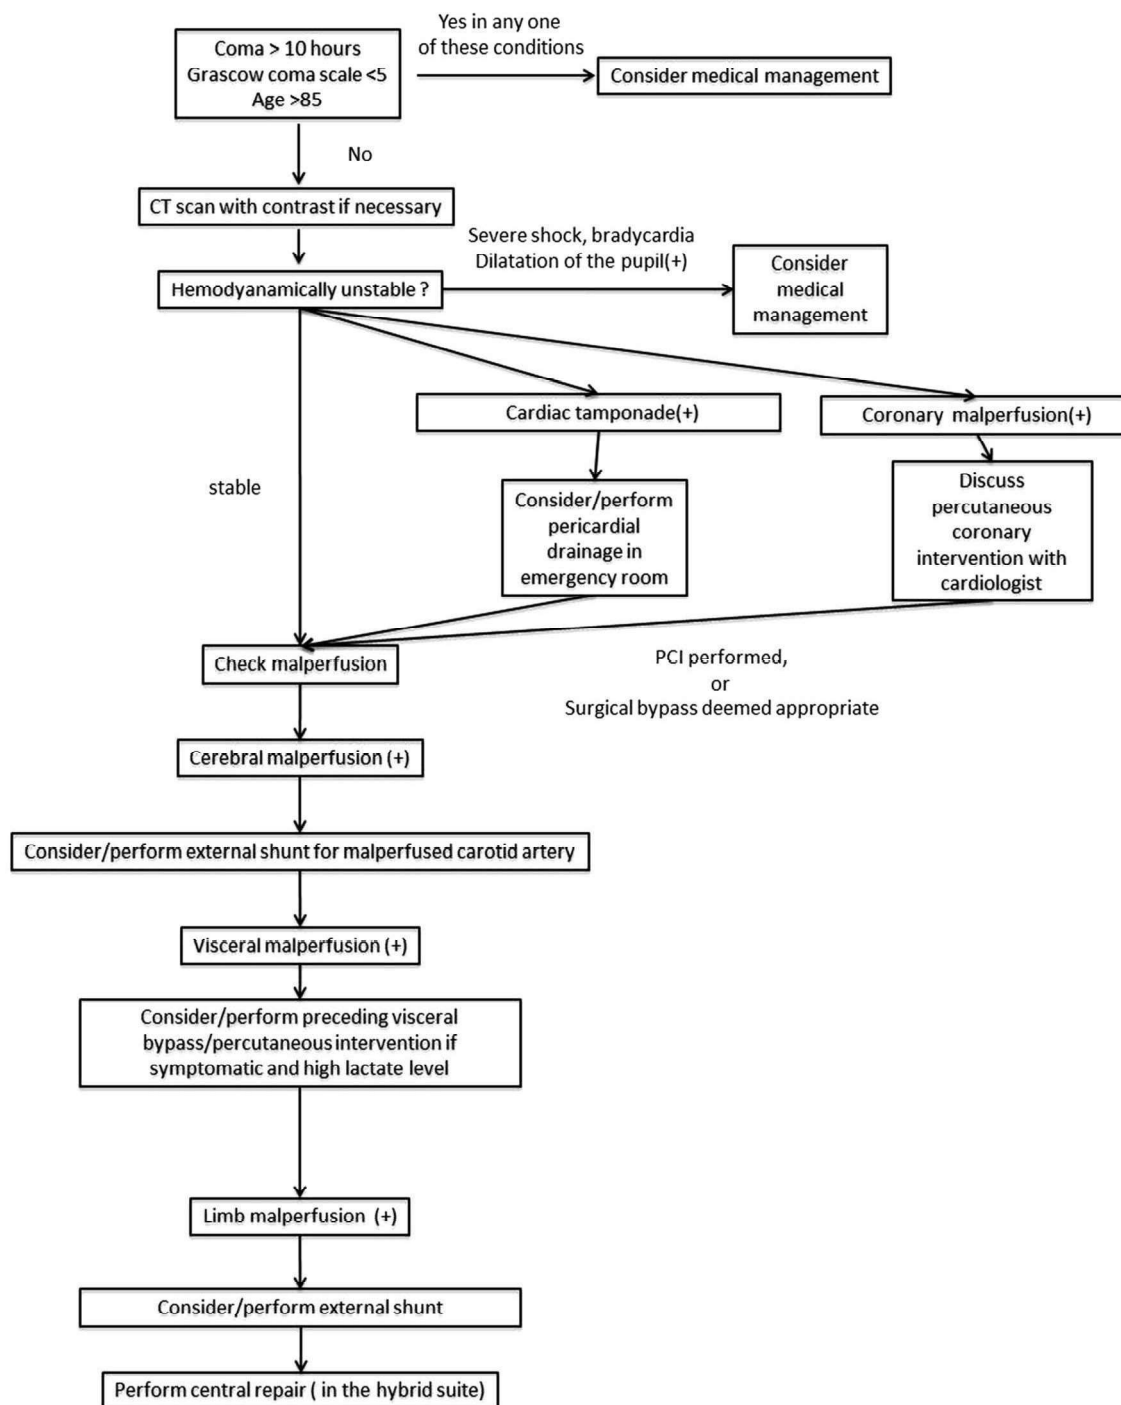 Coma > 10 hours
Grascow coma scale <5
Age >85
Yes in any one
of these conditions
Consider medical management
No
CT scan with contrast if necessary
Severe shock, bradycardia
Dilatation of the pupil(+)
Hemodyanamically unstable ?
Consider
medical
management
Cardiac tamponade(+)
Coronary malperfusion(+)
stable
Consider/perform
pericardial
drainage in
emergency room
Discuss
percutaneous
coronary
intervention with
cardiologist
Check malperfusion
PCI performed,
or
Surgical bypass deemed appropriate
Cerebral malperfusion (+)
Consider/perform external shunt for malperfused carotid artery
Visceral malperfusion (+)
Consider/perform preceding visceral
bypass/percutaneous intervention if
symptomatic and high lactate level
Limb malperfusion (+)
Consider/perform external shunt
Perform central repair ( in the hybrid suite)